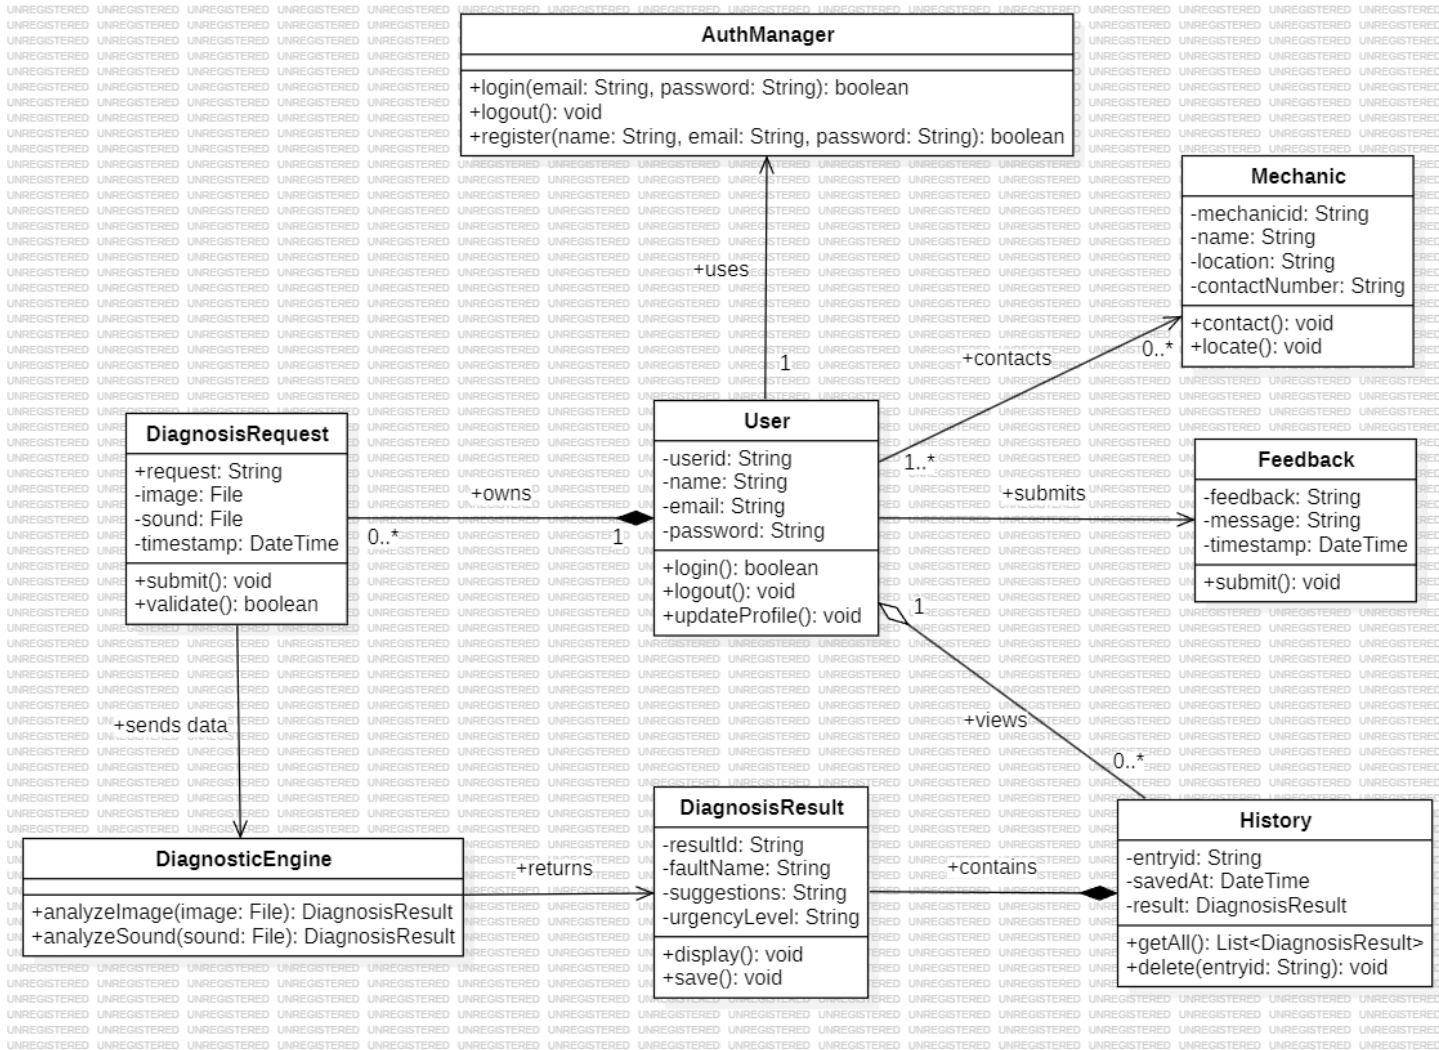 AuthManager
+login(email: String, password: String): boolean
+logout(): void
+register(name: String, email: String, password: String): boolean
Mechanic
-mechanicid: String
-name: String
-location: String
-contactNumber: String
+contact(): void
+locate(): void
+uses
1
+contacts
0..*
1..*
DiagnosisRequest
+request: String
-image: File
-sound: File
-timestamp: DateTime
+submit(): void
+validate(): boolean
+owns
0..*
1
User
-userid: String
-name: String
-email: String
-password: String
+login(): boolean
+logout(): void
+updateProfile(): void
+submits
Feedback
-feedback: String
-message: String
-timestamp: DateTime
+submit(): void
1
+views
0..*
+sends data
DiagnosticEngine
+analyzeImage(image: File): DiagnosisResult
+analyzeSound(sound: File): DiagnosisResult
+returns
DiagnosisResult
-resultId: String
-faultName: String
-suggestions: String
-urgencyLevel: String
+display(): void
+save(): void
+contains
History
-entryid: String
-savedAt: DateTime
-result: DiagnosisResult
+getAll(): List<DiagnosisResult>
+delete(entryid: String): void
UNREGISTERED